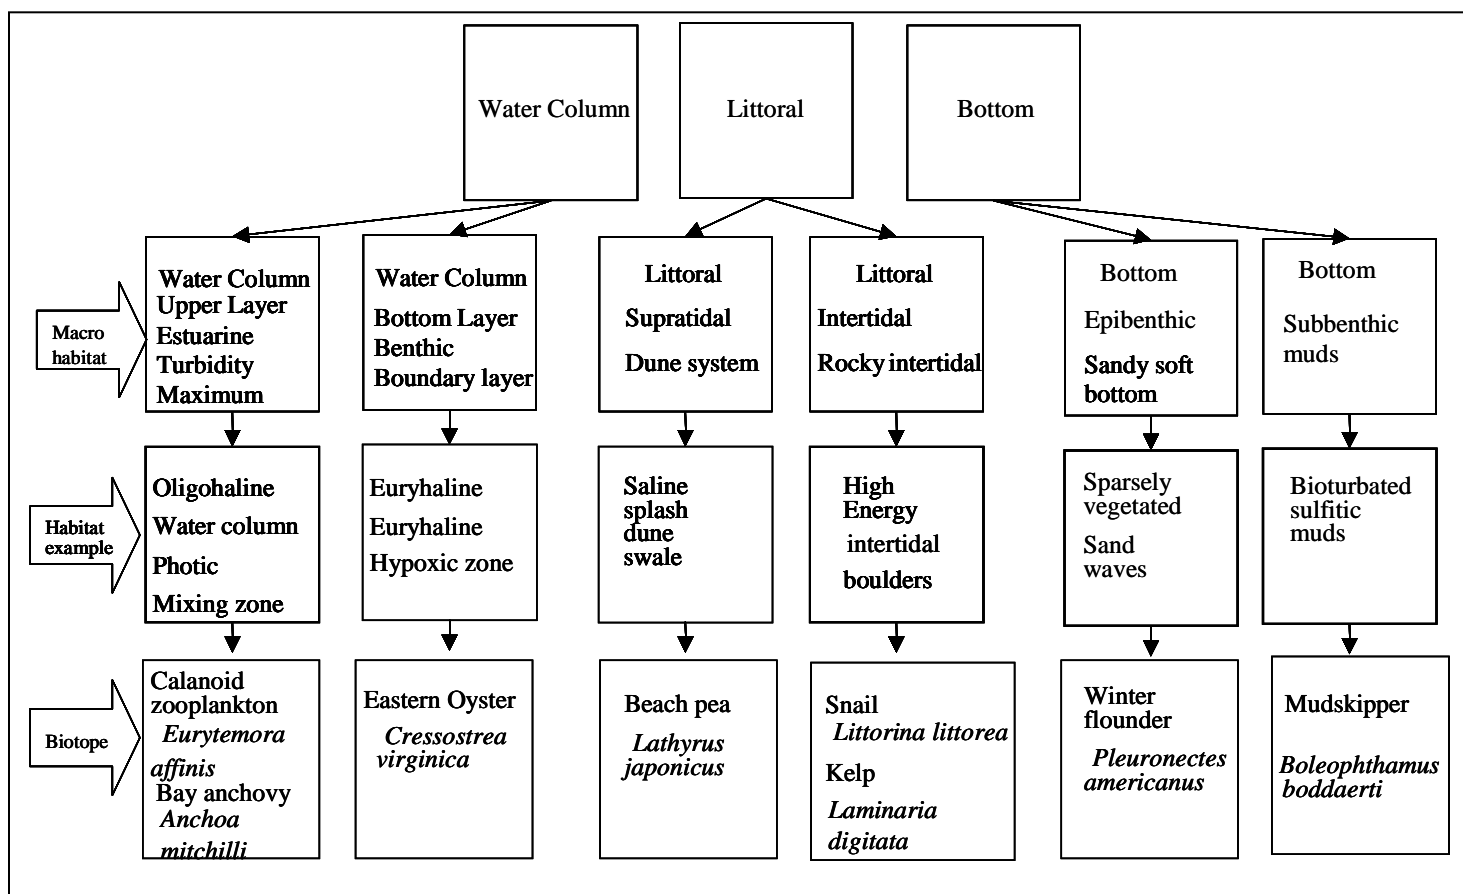 Water Column
Littoral
Bottom
Macro
habitat
Water Column
Upper Layer
Estuarine
Turbidity
Maximum
Water Column
Bottom Layer
Benthic
Boundary layer
Littoral
Supratidal
Dune system
Littoral
Intertidal
Rocky intertidal
Bottom
Epibenthic
Sandy soft
bottom
Bottom
Subbenthic
muds
Habitat
example
Oligohaline
Water column
Photic
Mixing zone
Euryhaline
Euryhaline
Hypoxic zone
Saline
splash
dune
swale
High
Energy
intertidal
boulders
Sparsely
vegetated
Sand
waves
Bioturbated
sulfitic
muds
Biotope
Calanoid
zooplankton
Eurytemora
affinis
Bay anchovy
Anchoa
mitchilli
Eastern Oyster
Cressostrea
virginica
Beach pea
Lathyrus
japonicus
Snail
Littorina littorea
Kelp
Laminaria
digitata
Winter
flounder
Pleuronectes
americanus
Mudskipper
Boleophthamus
boddaerti